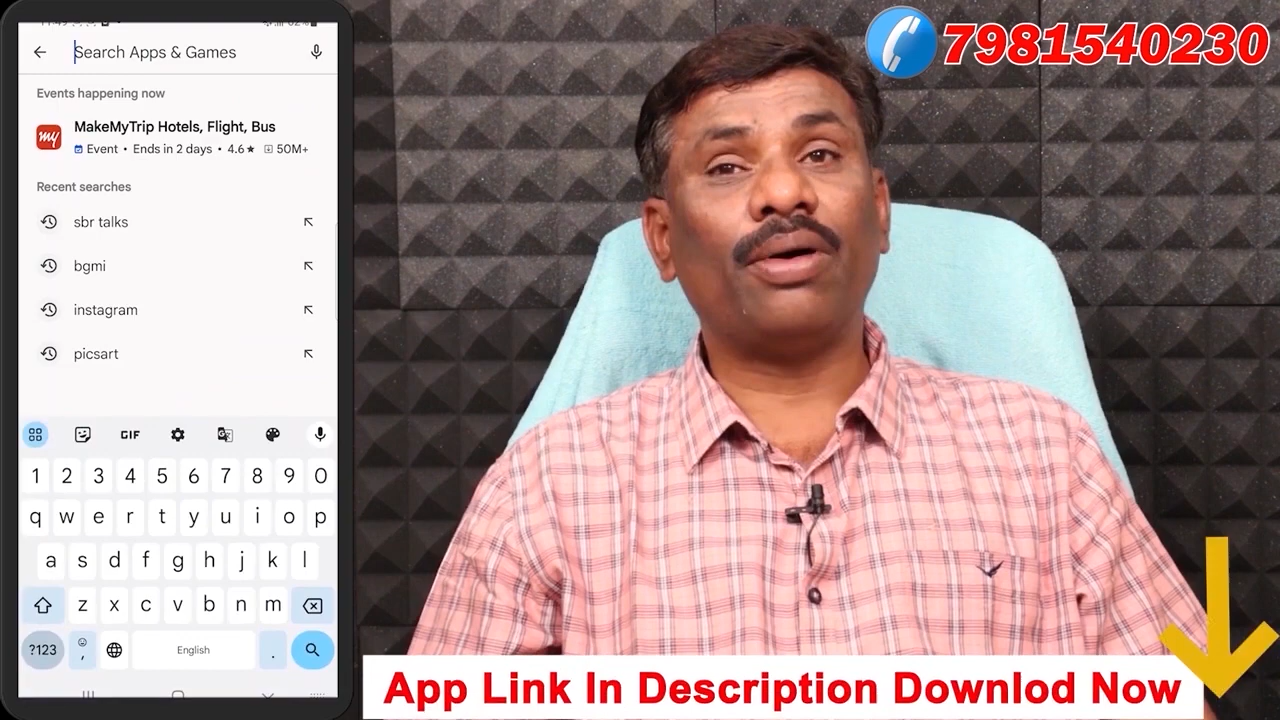 7981540230
Search Apps & Games
Events happening now
my
MakeMyTrip Hotels, Flight, Bus
Event • Ends in 2 days • 4.6★ 50M+
Recent searches
sbr talks
bgmi
instagram
picsart
GIF
1 2 3 4 5 6 7 8 9 0
q w e r t y u i o p
a s d f g h j k l
z x c v b n m
?123 , English .
App Link In Description Downlod Now